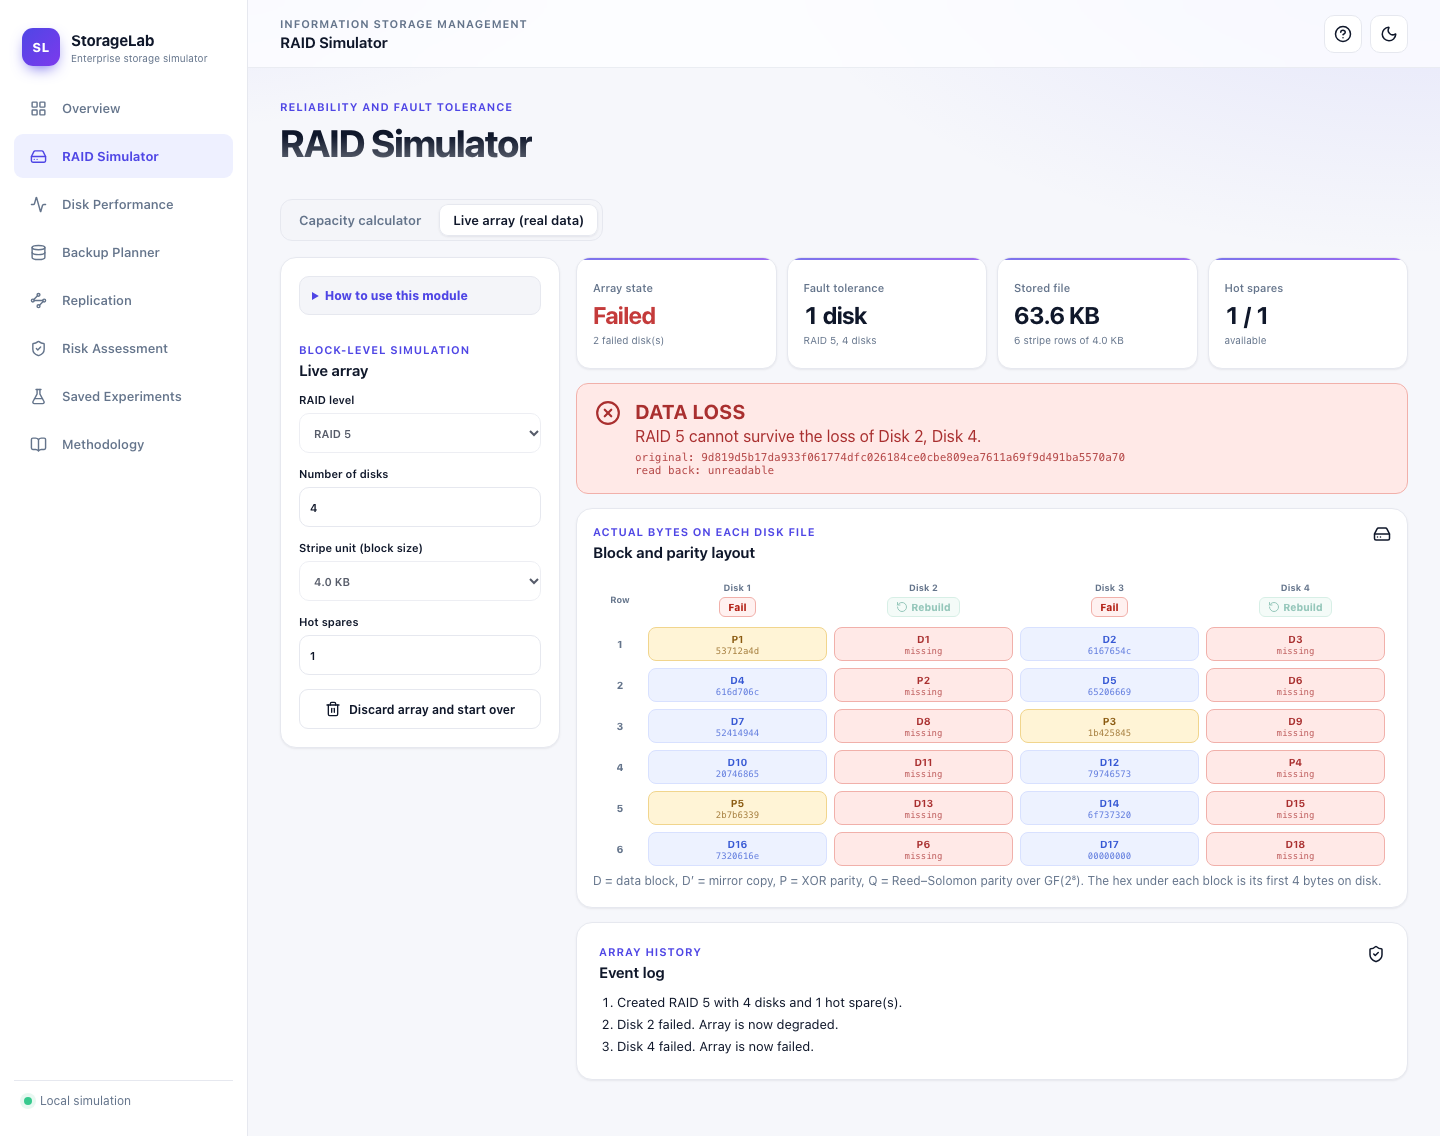 SL
StorageLab
Enterprise storage simulator
Overview
RAID Simulator
Disk Performance
Backup Planner
Replication
Risk Assessment
Saved Experiments
Methodology
Local simulation
INFORMATION STORAGE MANAGEMENT
RAID Simulator
RELIABILITY AND FAULT TOLERANCE
RAID Simulator
Capacity calculator
Live array (real data)
How to use this module
BLOCK-LEVEL SIMULATION
Live array
RAID level
RAID 5
Number of disks
4
Stripe unit (block size)
4.0 KB
Hot spares
1
Discard array and start over
Array state
Failed
2 failed disk(s)
Fault tolerance
1 disk
RAID 5, 4 disks
Stored file
63.6 KB
6 stripe rows of 4.0 KB
Hot spares
1 / 1
available
DATA LOSS
RAID 5 cannot survive the loss of Disk 2, Disk 4.
original: 9d819d5b17da933f061774dfc026184ce0cbe809ea7611a69f9d491ba5570a70
read back: unreadable
ACTUAL BYTES ON EACH DISK FILE
Block and parity layout
Row
Disk 1 Disk 2 Disk 3 Disk 4
Fail Rebuild Fail Rebuild
1 P1 D1 D2 D3
53712a4d missing 6167654c missing
2 D4 P2 D5 D6
616d706c missing 65206669 missing
3 D7 D8 P3 D9
52414944 missing 1b425845 missing
4 D10 D11 D12 P4
20746865 missing 79746573 missing
5 P5 D13 D14 D15
2b7b6339 missing 6f737320 missing
6 D16 P6 D17 D18
7320616e missing 00000000 missing
D = data block, D' = mirror copy, P = XOR parity, Q = Reed–Solomon parity over GF(2⁸). The hex under each block is its first 4 bytes on disk.
ARRAY HISTORY
Event log
1. Created RAID 5 with 4 disks and 1 hot spare(s).
2. Disk 2 failed. Array is now degraded.
3. Disk 4 failed. Array is now failed.